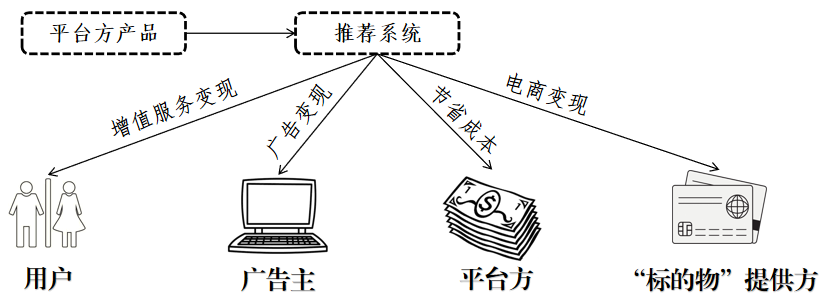 平台方产品
推荐系统
增值服务变现
广告变现
节省成本
电商变现
用户
广告主
平台方
“标的物”提供方